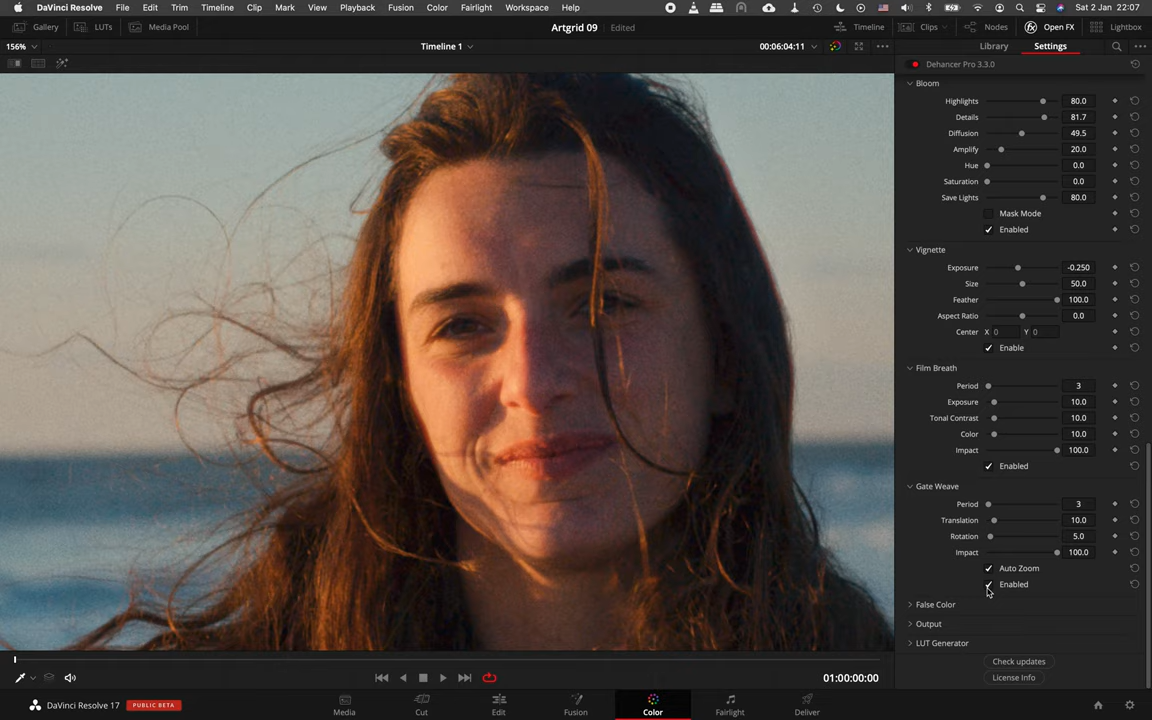 DaVinci Resolve File Edit Trim Timeline Clip Mark View Playback Fusion Color Fairlight Workspace Help Sat 2 Jan 22:07
Gallery LUTs Media Pool Artgrid 09 Edited Timeline Clips Nodes Open FX Lightbox
156% Timeline 1 00:06:04:11 Library Settings
Dehancer Pro 3.3.0
Bloom
Highlights 80.0
Details 81.7
Diffusion 49.5
Amplify 20.0
Hue 0.0
Saturation 0.0
Save Lights 80.0
Mask Mode
Enabled
Vignette
Exposure -0.250
Size 50.0
Feather 100.0
Aspect Ratio 0.0
Center X 0 Y 0
Enable
Film Breath
Period 3
Exposure 10.0
Tonal Contrast 10.0
Color 10.0
Impact 100.0
Enabled
Gate Weave
Period 3
Translation 10.0
Rotation 5.0
Impact 100.0
Auto Zoom
Enabled
False Color
Output
LUT Generator
Check updates
License Info
01:00:00:00
DaVinci Resolve 17 PUBLIC BETA Media Cut Edit Fusion Color Fairlight Deliver